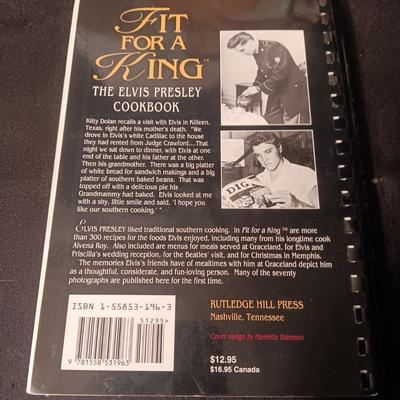 FIT
FOR A
KING™
THE ELVIS PRESLEY
COOKBOOK
Kitty Dolan recalls a visit with Elvis in Killeen,
Texas, right after his mother's death. "We
drove in Elvis's white Cadillac to the house
they had rented from Judge Crawford....That
night we sat down to dinner, with Elvis at one
end of the table and his father at the other.
Then his grandmother. There was a big platter
of white bread for sandwich makings and a big
platter of southern baked beans. That was
topped off with a delicious pie his
Grandmammy had baked. Elvis looked at me
with a shy, little smile and said, 'I hope you
like our southern cooking.' "
ELVIS PRESLEY liked traditional southern cooking. In Fit for a King™ are more
than 300 recipes for the foods Elvis enjoyed, including many from his longtime cook
Alvena Roy. Also included are menus for meals served at Graceland, for Elvis and
Priscilla's wedding reception, for the Beatles' visit, and for Christmas in Memphis.
The memories Elvis's friends have of mealtimes with him at Graceland depict him
as a thoughtful, considerate, and fun-loving person. Many of the seventy
photographs are published here for the first time.
ISBN 1-55853-196-3
51295>
9 781558 531963
RUTLEDGE HILL PRESS
Nashville, Tennessee
Cover design by Harriette Bateman
$12.95
$16.95 Canada
DIG